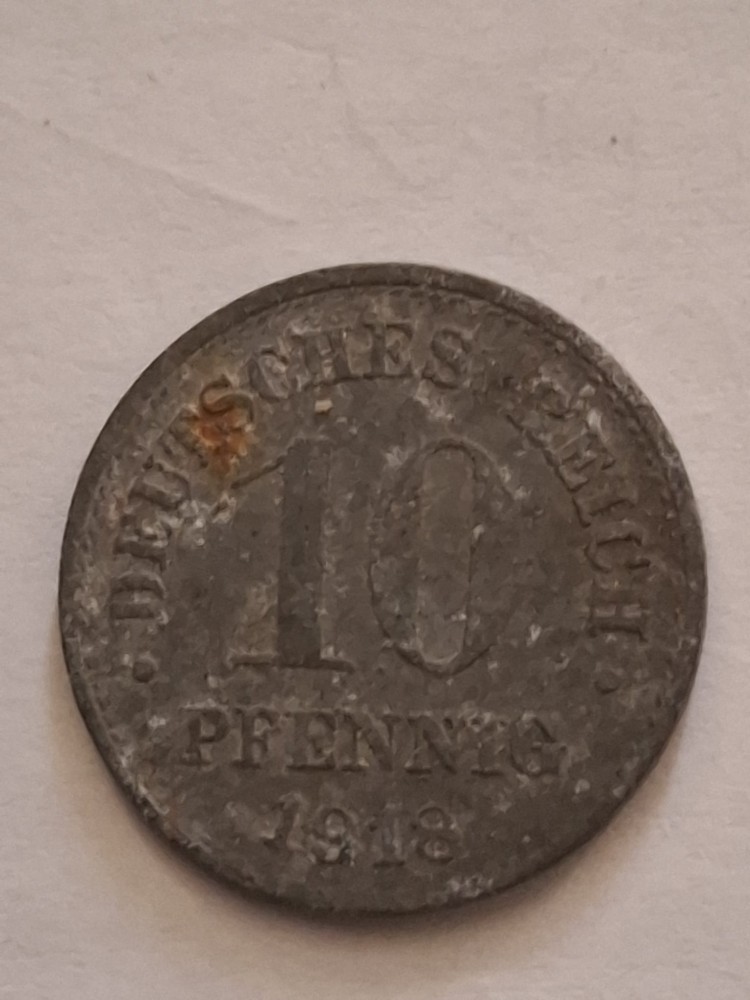 • DEUTSCHES REICH •
10
PFENNIG
1918